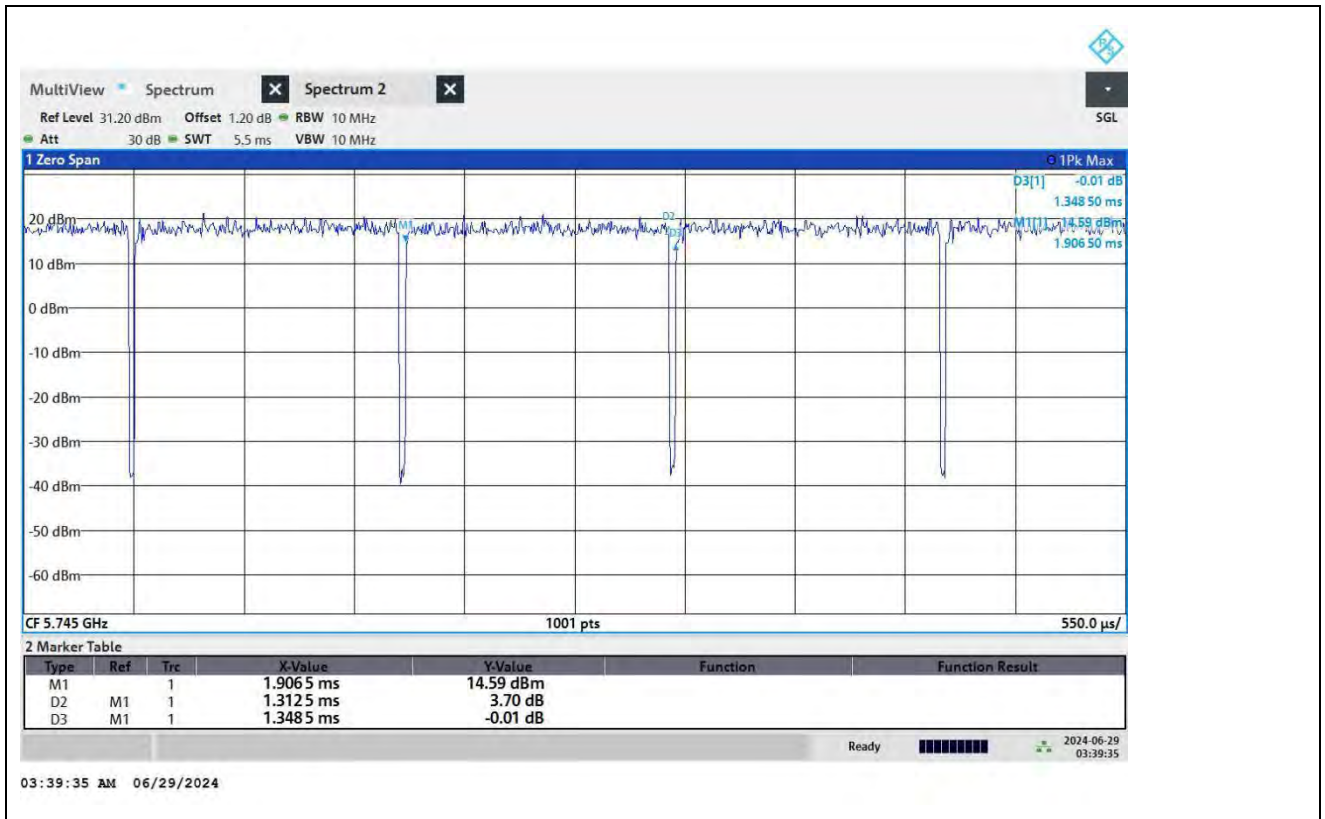 MultiView Spectrum X Spectrum 2 X
Ref Level 31.20 dBm Offset 1.20 dB RBW 10 MHz SGL
Att 30 dB SWT 5.5 ms VBW 10 MHz
1 Zero Span 1Pk Max
D3[1] -0.01 dB
1.348 50 ms
20 dBm
M1
D2
D3
M1[1] 14.59 dBm
1.906 50 ms
10 dBm
0 dBm
-10 dBm
-20 dBm
-30 dBm
-40 dBm
-50 dBm
-60 dBm
CF 5.745 GHz 1001 pts 550.0 µs/
2 Marker Table
Type Ref Trc X-Value Y-Value Function Function Result
M1 1 1.906 5 ms 14.59 dBm
D2 M1 1 1.312 5 ms 3.70 dB
D3 M1 1 1.348 5 ms -0.01 dB
Ready 2024-06-29
03:39:35
03:39:35 AM 06/29/2024